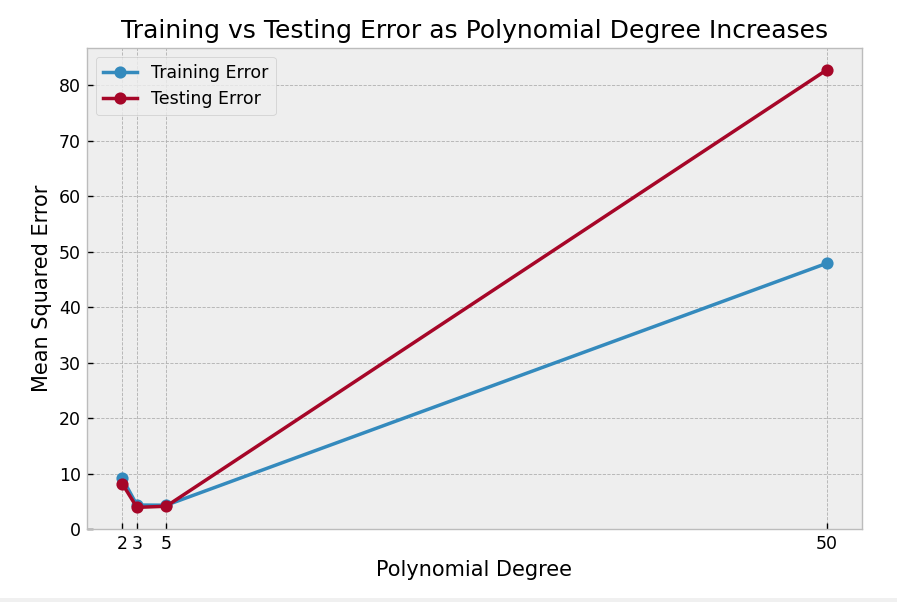 Training vs Testing Error as Polynomial Degree Increases
Training Error
Testing Error
Mean Squared Error
80
70
60
50
40
30
20
10
0
2 3 5 50
Polynomial Degree